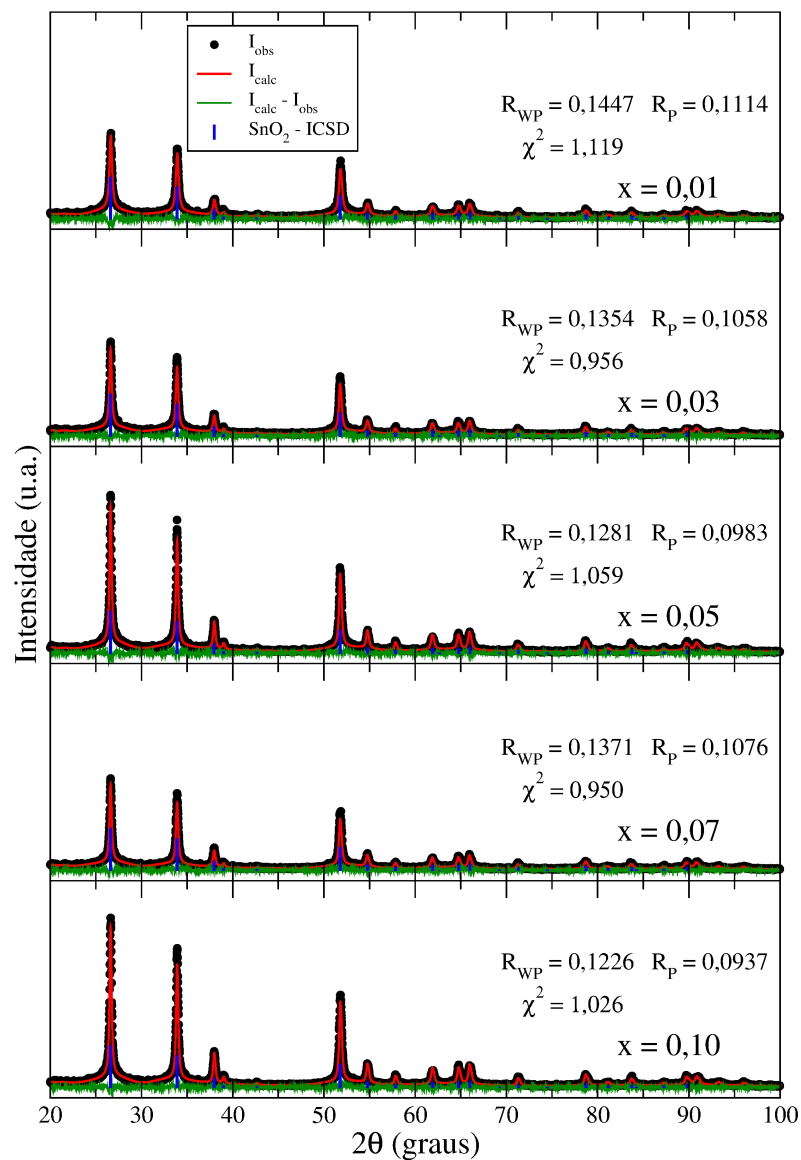 I_obs
I_calc
I_calc - I_obs
SnO_2 - ICSD
R_WP = 0,1447 R_P = 0,1114
χ^2 = 1,119
x = 0,01
R_WP = 0,1354 R_P = 0,1058
χ^2 = 0,956
x = 0,03
R_WP = 0,1281 R_P = 0,0983
χ^2 = 1,059
x = 0,05
R_WP = 0,1371 R_P = 0,1076
χ^2 = 0,950
x = 0,07
R_WP = 0,1226 R_P = 0,0937
χ^2 = 1,026
x = 0,10
Intensidade (u.a.)
20 30 40 50 60 70 80 90 100
2θ (graus)